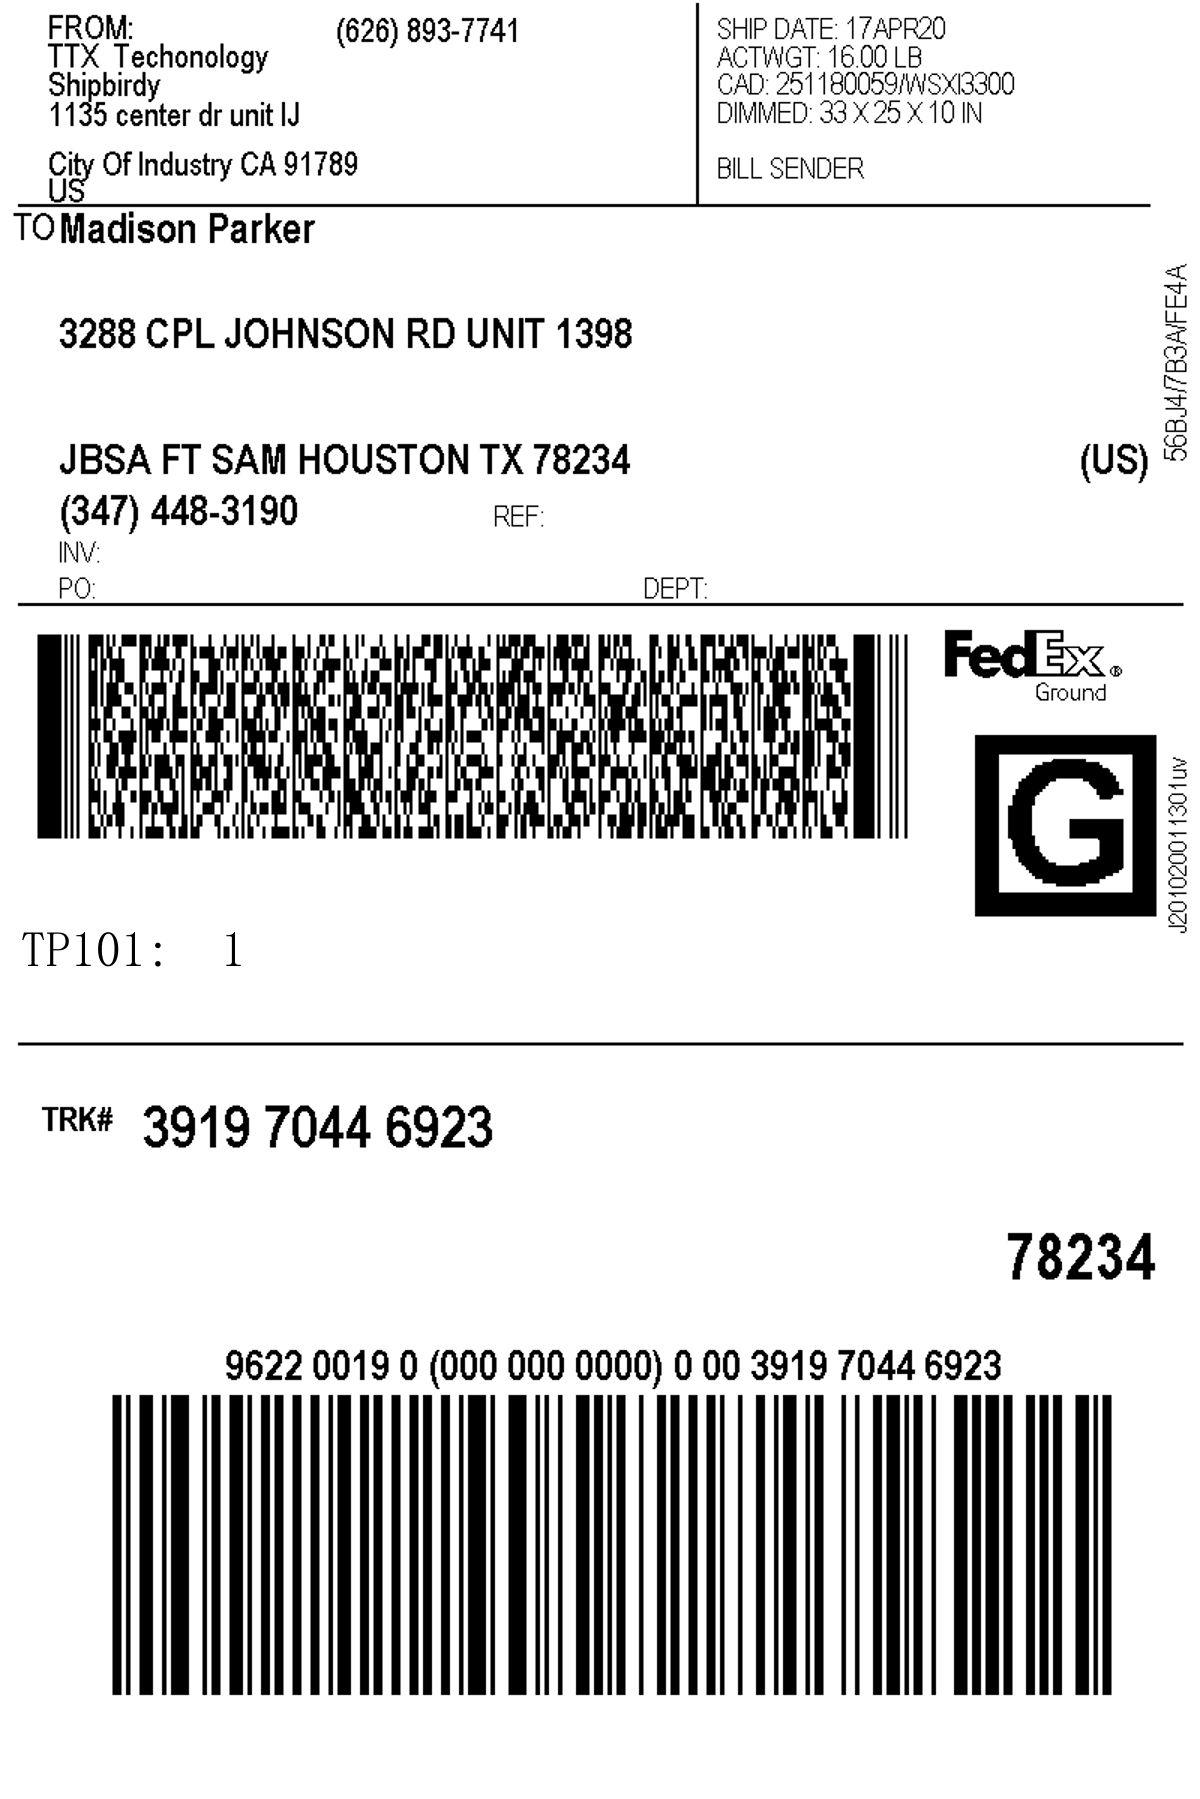 FROM: (626) 893-7741
TTX Techonology
Shipbirdy
1135 center dr unit IJ
City Of Industry CA 91789
US
SHIP DATE: 17APR20
ACTWGT: 16.00 LB
CAD: 251180059/WSXI3300
DIMMED: 33 X 25 X 10 IN
BILL SENDER
TO Madison Parker
3288 CPL JOHNSON RD UNIT 1398
JBSA FT SAM HOUSTON TX 78234 (US)
(347) 448-3190 REF:
INV:
PO: DEPT:
56BJ4/7B3A/FE4A
FedEx®
Ground
G
J201020011301uv
TP101: 1
TRK# 3919 7044 6923
78234
9622 0019 0 (000 000 0000) 0 00 3919 7044 6923